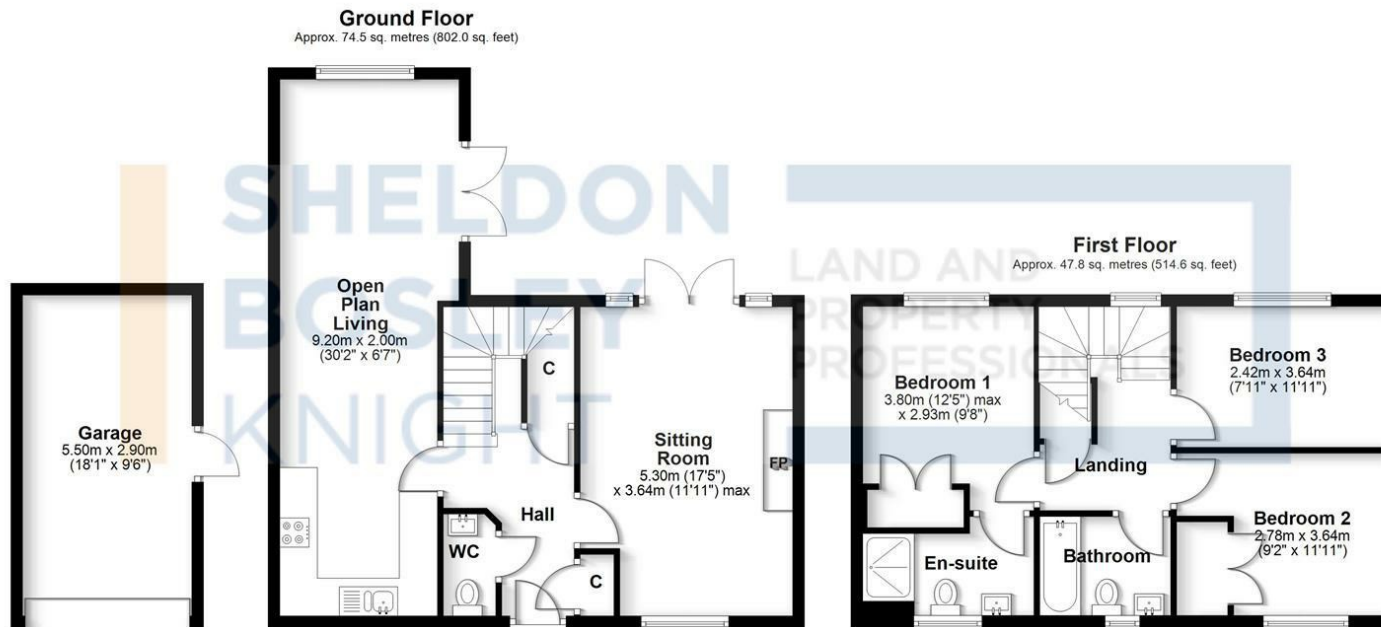 Ground Floor
Approx. 74.5 sq. metres (802.0 sq. feet)
Open
Plan
Living
9.20m x 2.00m
(30'2" x 6'7")
Garage
5.50m x 2.90m
(18'1" x 9'6")
C
Sitting
Room
5.30m (17'5")
x 3.64m (11'11") max
FP
Hall
WC
C
First Floor
Approx. 47.8 sq. metres (514.6 sq. feet)
Bedroom 1
3.80m (12'5") max
x 2.93m (9'8")
Bedroom 3
2.42m x 3.64m
(7'11" x 11'11")
Landing
Bedroom 2
2.78m x 3.64m
(9'2" x 11'11")
En-suite
Bathroom
SHELDON
BOSLEY
KNIGHT
LAND AND
PROPERTY
PROFESSIONALS